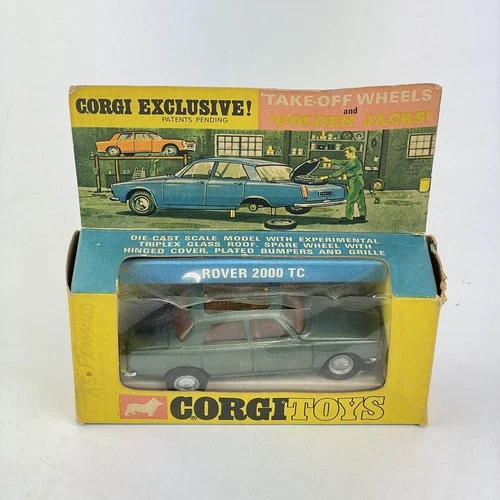 CORGI EXCLUSIVE!
PATENTS PENDING
"TAKE-OFF WHEELS
and
'GOLDEN JACKS!'
DIE-CAST SCALE MODEL WITH EXPERIMENTAL
TRIPLEX GLASS ROOF, SPARE WHEEL WITH
HINGED COVER, PLATED BUMPERS AND GRILLE
ROVER 2000 TC
CORGI TOYS